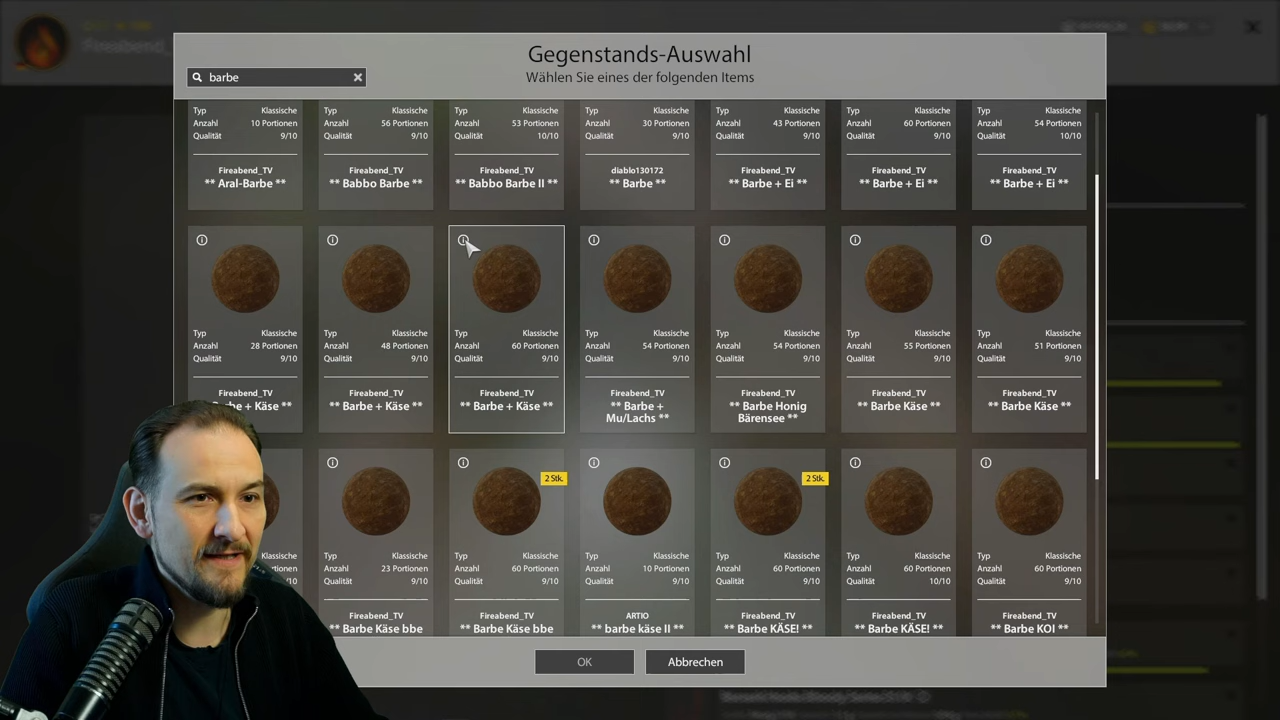 Gegenstands-Auswahl
Wählen Sie eines der folgenden Items
barbe
Typ Klassische
Anzahl 10 Portionen
Qualität 9/10
Fireabend_TV
** Aral-Barbe **
Typ Klassische
Anzahl 56 Portionen
Qualität 9/10
Fireabend_TV
** Babbo Barbe **
Typ Klassische
Anzahl 53 Portionen
Qualität 10/10
Fireabend_TV
** Babbo Barbe II **
Typ Klassische
Anzahl 30 Portionen
Qualität 9/10
diablo130172
** Barbe **
Typ Klassische
Anzahl 43 Portionen
Qualität 9/10
Fireabend_TV
** Barbe + Ei **
Typ Klassische
Anzahl 60 Portionen
Qualität 9/10
Fireabend_TV
** Barbe + Ei **
Typ Klassische
Anzahl 54 Portionen
Qualität 10/10
Fireabend_TV
** Barbe + Ei **
Typ Klassische
Anzahl 28 Portionen
Qualität 9/10
Fireabend_TV
be + Käse **
Typ Klassische
Anzahl 48 Portionen
Qualität 9/10
Fireabend_TV
** Barbe + Käse **
Typ Klassische
Anzahl 60 Portionen
Qualität 9/10
Fireabend_TV
** Barbe + Käse **
Typ Klassische
Anzahl 54 Portionen
Qualität 9/10
Fireabend_TV
** Barbe +
Mu/Lachs **
Typ Klassische
Anzahl 54 Portionen
Qualität 9/10
Fireabend_TV
** Barbe Honig
Bärensee **
Typ Klassische
Anzahl 55 Portionen
Qualität 9/10
Fireabend_TV
** Barbe Käse **
Typ Klassische
Anzahl 51 Portionen
Qualität 9/10
Fireabend_TV
** Barbe Käse **
Klassische
Portionen
Typ Klassische
Anzahl 23 Portionen
Qualität 9/10
Fireabend_TV
** Barbe Käse bbe
2 Stk.
Typ Klassische
Anzahl 60 Portionen
Qualität 9/10
Fireabend_TV
** Barbe Käse bbe
Typ Klassische
Anzahl 10 Portionen
Qualität 9/10
ARTIO
** barbe käse II **
2 Stk.
Typ Klassische
Anzahl 60 Portionen
Qualität 9/10
Fireabend_TV
** Barbe KÄSE! **
Typ Klassische
Anzahl 60 Portionen
Qualität 10/10
Fireabend_TV
** Barbe KÄSE! **
Typ Klassische
Anzahl 60 Portionen
Qualität 9/10
Fireabend_TV
** Barbe KOI **
OK
Abbrechen